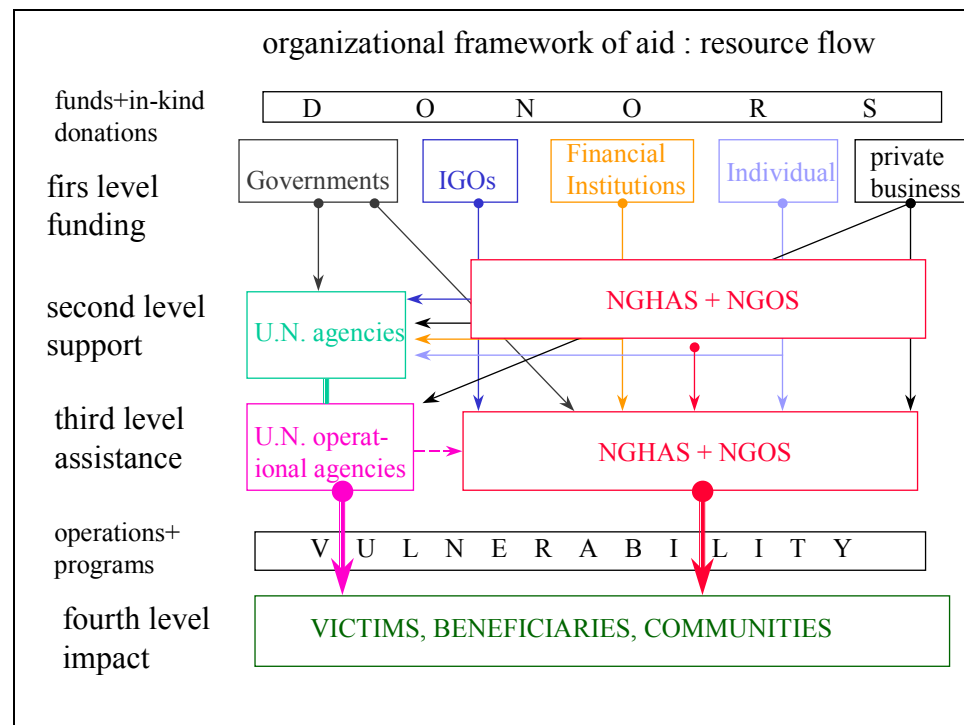 organizational framework of aid : resource flow
funds+in-kind
donations
D O N O R S
firs level
funding
Governments
IGOs
Financial
Institutions
Individual
private
business
second level
support
U.N. agencies
NGHAS + NGOS
third level
assistance
U.N. operat-
ional agencies
NGHAS + NGOS
operations+
programs
V U L N E R A B I L I T Y
fourth level
impact
VICTIMS, BENEFICIARIES, COMMUNITIES